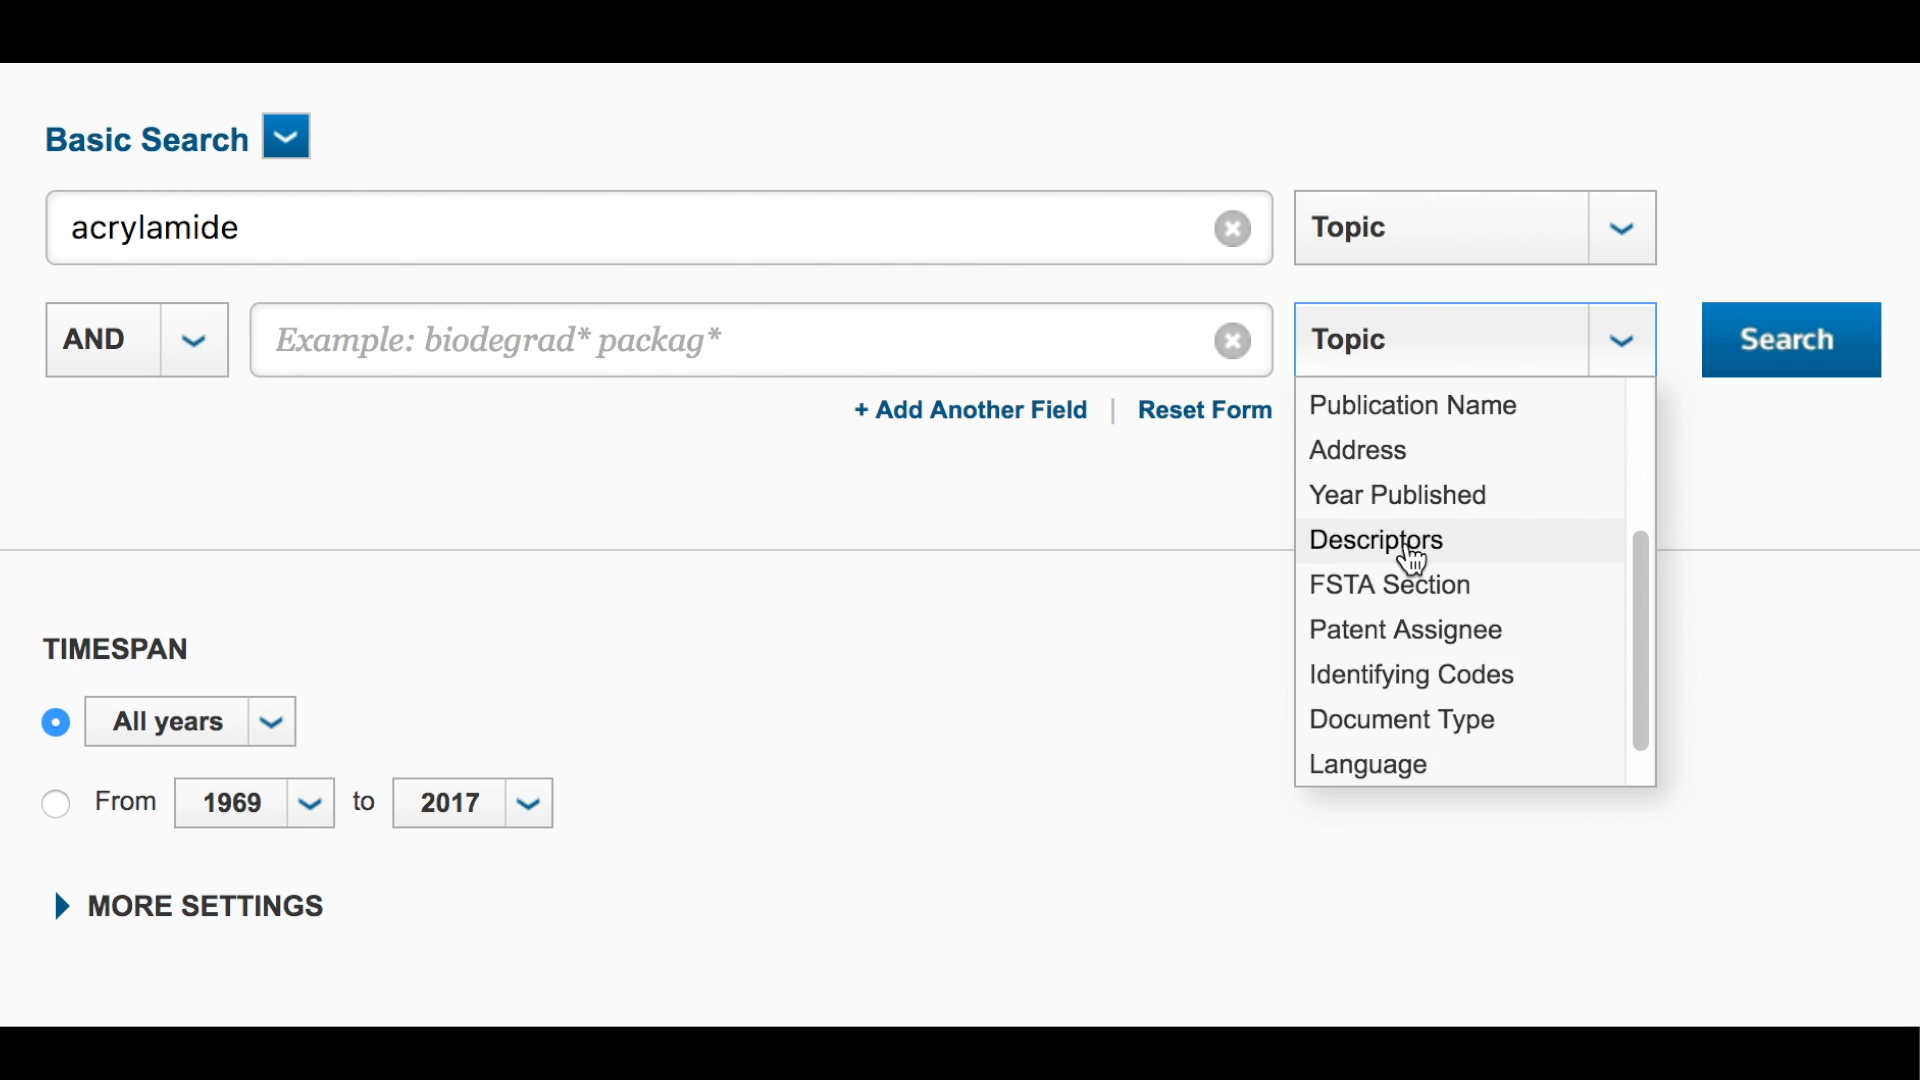 Basic Search
acrylamide
Topic
AND
Example: biodegrad* packag*
Topic
Search
+ Add Another Field | Reset Form
Publication Name
Address
Year Published
Descriptors
FSTA Section
Patent Assignee
Identifying Codes
Document Type
Language
TIMESPAN
All years
From 1969 to 2017
MORE SETTINGS